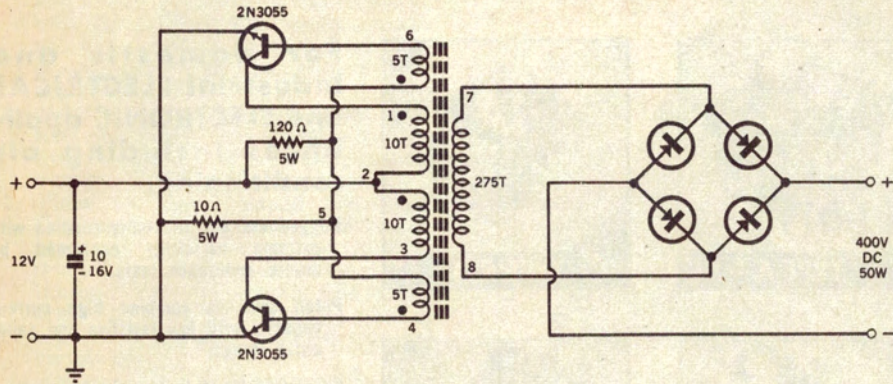 2N3055
6
5T
7
1
120 Ω
5W
10T
+
2
275T
+
10 Ω
5W
5
10T
12V
+
10
- 16V
3
400V
DC
50W
8
5T
-
-
4
2N3055